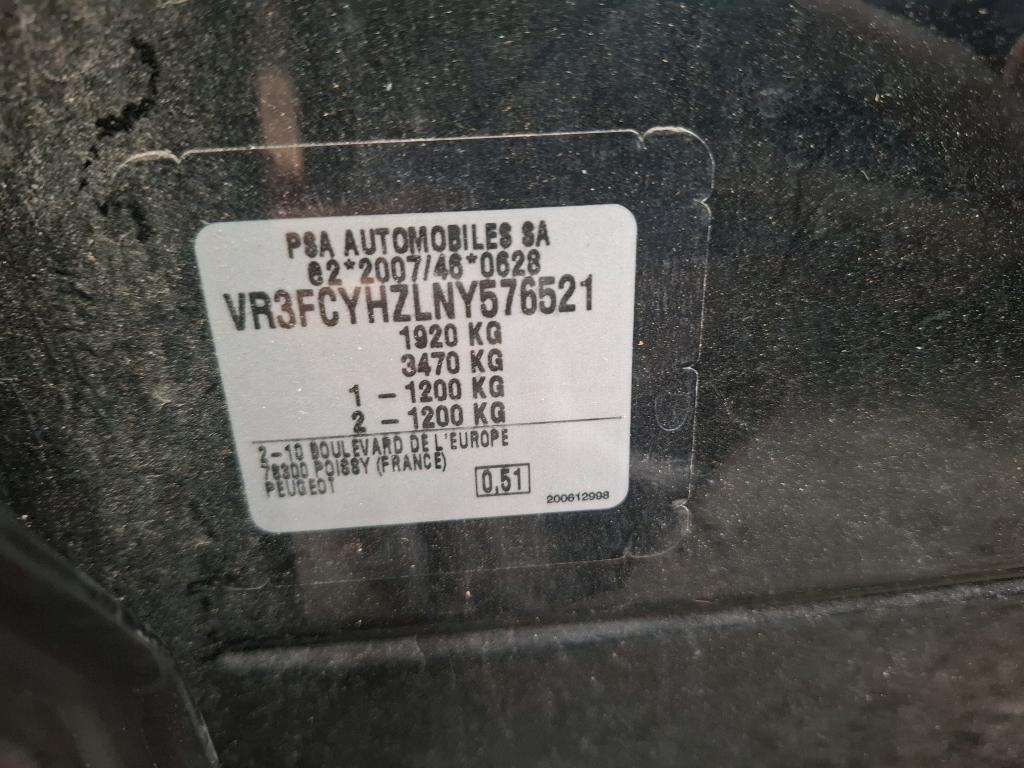 PSA AUTOMOBILES SA
e2*2007/46*0628
VR3FCYHZLNY576521
1920 KG
3470 KG
1 - 1200 KG
2 - 1200 KG
2-10 BOULEVARD DE L'EUROPE
78300 POISSY (FRANCE)
PEUGEOT
0,51
200612998